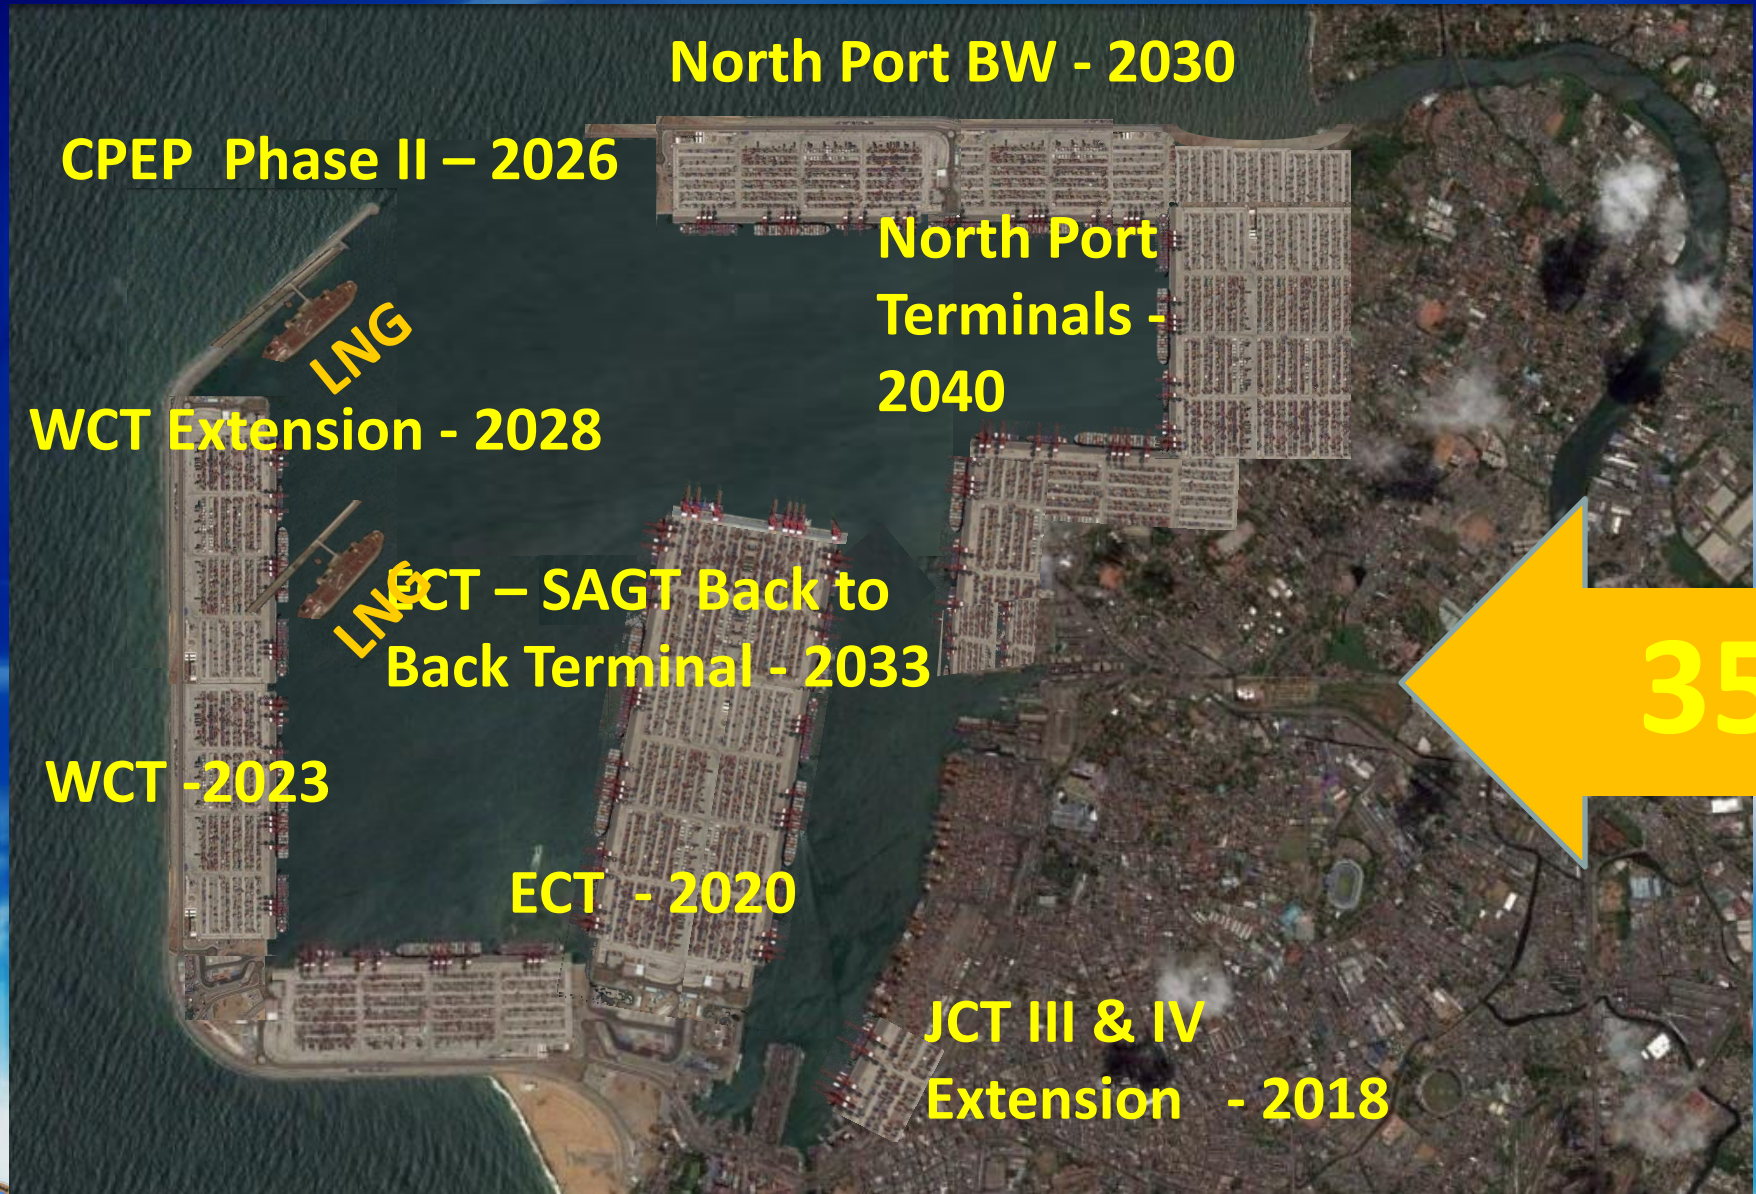 North Port BW - 2030
CPEP Phase II – 2026
North Port
Terminals -
2040
LNG
WCT Extension - 2028
LNG
ECT – SAGT Back to
Back Terminal - 2033
35
WCT -2023
ECT - 2020
JCT III & IV
Extension - 2018